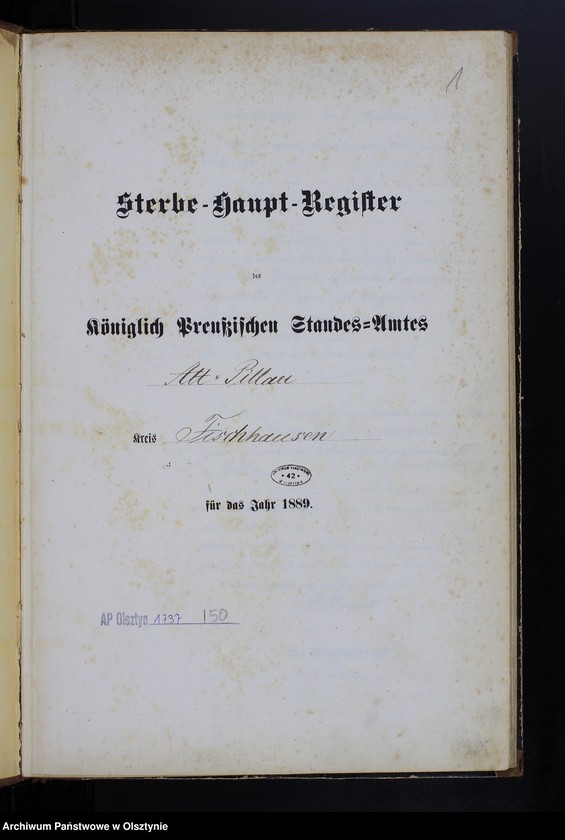 1
Sterbe-Haupt-Register
des
Königlich Preußischen Standes-Amtes
Alt-Pillau
Kreis Fischhausen
42
für das Jahr 1889.
AP Olsztyn 1737 150
Archiwum Państwowe w Olsztynie